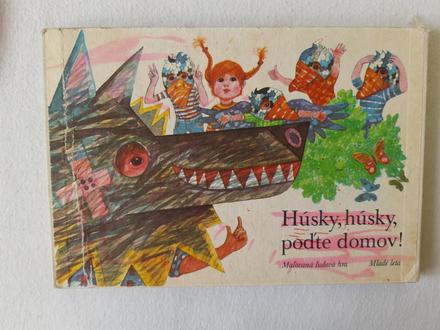 Húsky, húsky,
poďte domov!
Maľovaná ľudová hra Mladé letá